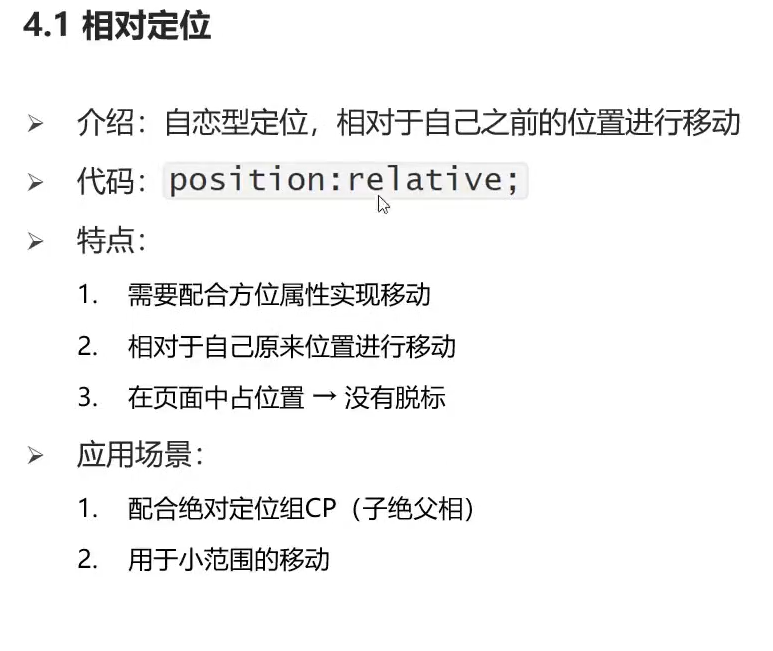 4.1 相对定位
➢ 介绍：自恋型定位，相对于自己之前的位置进行移动
➢ 代码：position:relative;
➢ 特点：
1. 需要配合方位属性实现移动
2. 相对于自己原来位置进行移动
3. 在页面中占位置 → 没有脱标
➢ 应用场景：
1. 配合绝对定位组CP（子绝父相）
2. 用于小范围的移动